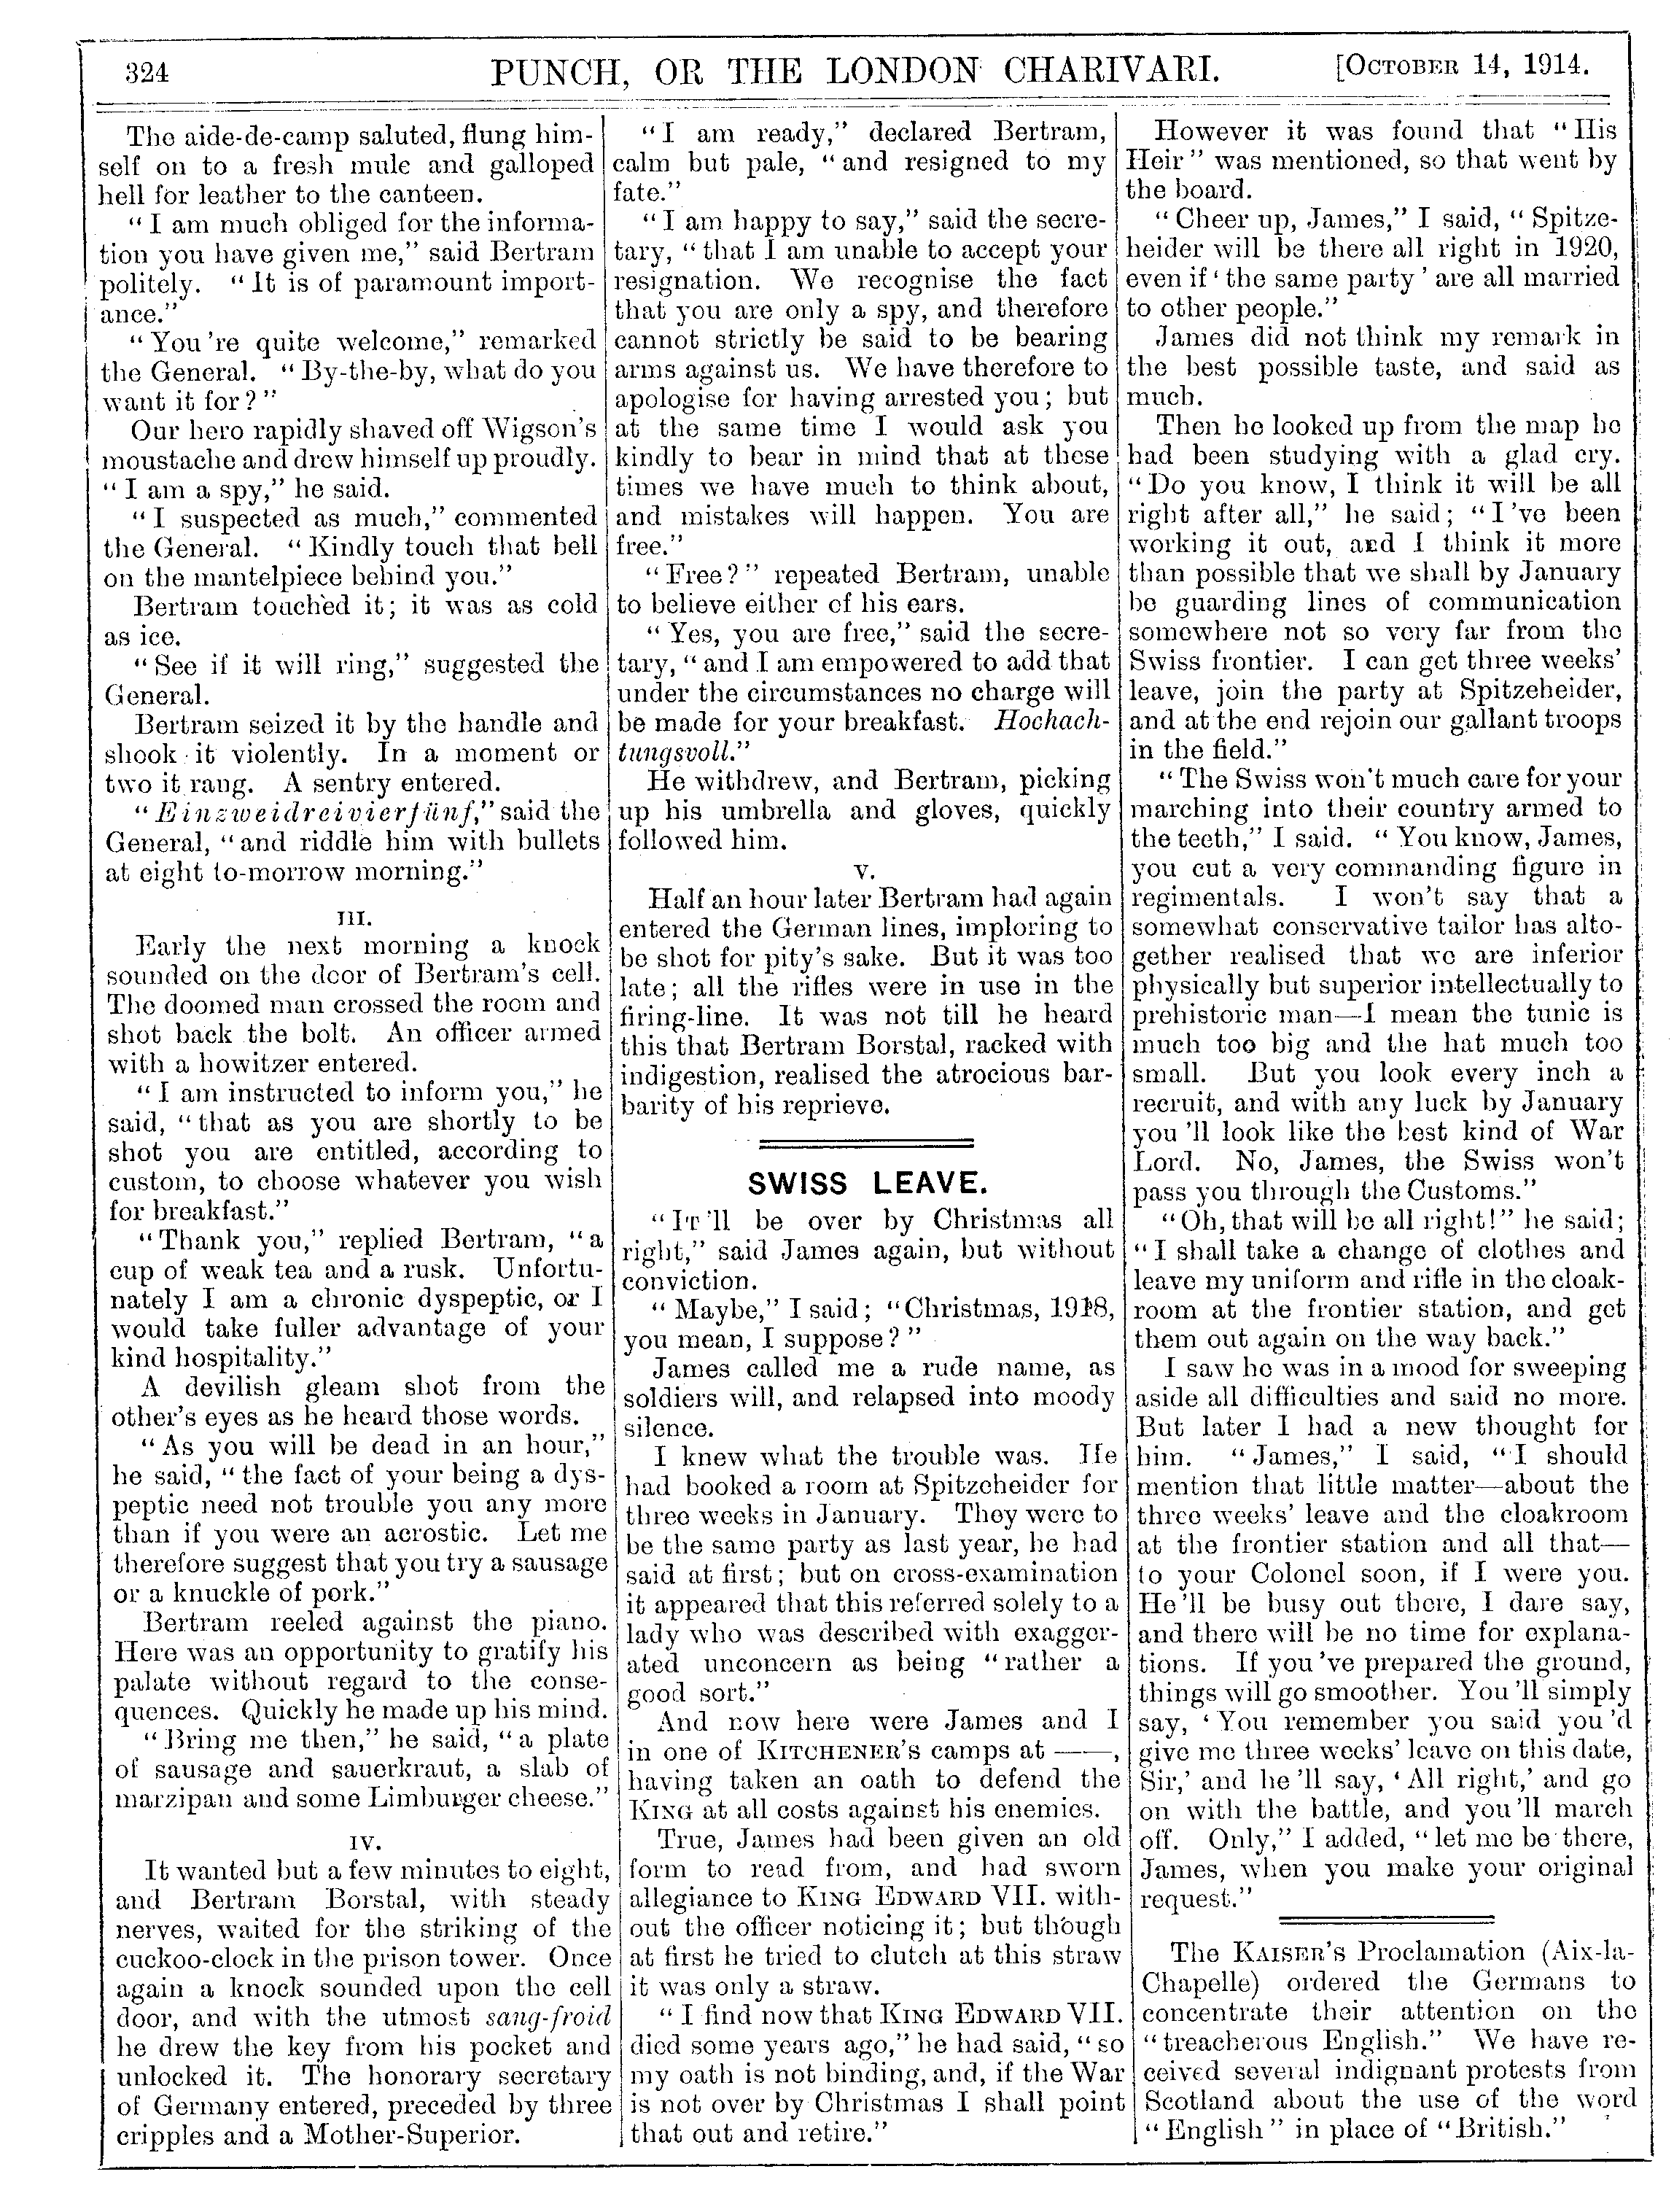 324
PUNCH, OR THE LONDON CHARIVARI.
[OCTOBER 14, 1914.
The aide-de-camp saluted, flung him-
self on to a fresh mule and galloped
hell for leather to the canteen.
"I am much obliged for the informa-
tion you have given me," said Bertram
politely. "It is of paramount import-
ance."
"You're quite welcome," remarked
the General. "By-the-by, what do you
want it for?"
Our hero rapidly shaved off Wigson's
moustache and drew himself up proudly.
"I am a spy," he said.
"I suspected as much," commented
the General. "Kindly touch that bell
on the mantelpiece behind you."
Bertram touched it; it was as cold
as ice.
"See if it will ring," suggested the
General.
Bertram seized it by the handle and
shook it violently. In a moment or
two it rang. A sentry entered.
"Einzweidreivierfünf," said the
General, "and riddle him with bullets
at eight to-morrow morning."
III.
Early the next morning a knock
sounded on the door of Bertram's cell.
The doomed man crossed the room and
shot back the bolt. An officer armed
with a howitzer entered.
"I am instructed to inform you," he
said, "that as you are shortly to be
shot you are entitled, according to
custom, to choose whatever you wish
for breakfast."
"Thank you," replied Bertram, "a
cup of weak tea and a rusk. Unfortu-
nately I am a chronic dyspeptic, or I
would take fuller advantage of your
kind hospitality."
A devilish gleam shot from the
other's eyes as he heard those words.
"As you will be dead in an hour,"
he said, "the fact of your being a dys-
peptic need not trouble you any more
than if you were an acrostic. Let me
therefore suggest that you try a sausage
or a knuckle of pork."
Bertram reeled against the piano.
Here was an opportunity to gratify his
palate without regard to the conse-
quences. Quickly he made up his mind.
"Bring me then," he said, "a plate
of sausage and sauerkraut, a slab of
marzipan and some Limburger cheese."
IV.
It wanted but a few minutes to eight,
and Bertram Borstal, with steady
nerves, waited for the striking of the
cuckoo-clock in the prison tower. Once
again a knock sounded upon the cell
door, and with the utmost sang-froid
he drew the key from his pocket and
unlocked it. The honorary secretary
of Germany entered, preceded by three
cripples and a Mother-Superior.
"I am ready," declared Bertram,
calm but pale, "and resigned to my
fate."
"I am happy to say," said the secre-
tary, "that I am unable to accept your
resignation. We recognise the fact
that you are only a spy, and therefore
cannot strictly be said to be bearing
arms against us. We have therefore to
apologise for having arrested you; but
at the same time I would ask you
kindly to bear in mind that at these
times we have much to think about,
and mistakes will happen. You are
free."
"Free?" repeated Bertram, unable
to believe either of his ears.
"Yes, you are free," said the secre-
tary, "and I am empowered to add that
under the circumstances no charge will
be made for your breakfast. Hochach-
tungsvoll."
He withdrew, and Bertram, picking
up his umbrella and gloves, quickly
followed him.
V.
Half an hour later Bertram had again
entered the German lines, imploring to
be shot for pity's sake. But it was too
late; all the rifles were in use in the
firing-line. It was not till he heard
this that Bertram Borstal, racked with
indigestion, realised the atrocious bar-
barity of his reprieve.
SWISS LEAVE.
"IT'll be over by Christmas all
right," said James again, but without
conviction.
"Maybe," I said; "Christmas, 1918,
you mean, I suppose?"
James called me a rude name, as
soldiers will, and relapsed into moody
silence.
I knew what the trouble was. He
had booked a room at Spitzeheider for
three weeks in January. They were to
be the same party as last year, he had
said at first; but on cross-examination
it appeared that this referred solely to a
lady who was described with exagger-
ated unconcern as being "rather a
good sort."
And now here were James and I
in one of KITCHENER'S camps at ——,
having taken an oath to defend the
KING at all costs against his enemies.
True, James had been given an old
form to read from, and had sworn
allegiance to KING EDWARD VII. with-
out the officer noticing it; but though
at first he tried to clutch at this straw
it was only a straw.
"I find now that KING EDWARD VII.
died some years ago," he had said, "so
my oath is not binding, and, if the War
is not over by Christmas I shall point
that out and retire."
However it was found that "His
Heir" was mentioned, so that went by
the board.
"Cheer up, James," I said, "Spitze-
heider will be there all right in 1920,
even if 'the same party' are all married
to other people."
James did not think my remark in
the best possible taste, and said as
much.
Then he looked up from the map he
had been studying with a glad cry.
"Do you know, I think it will be all
right after all," he said; "I've been
working it out, and I think it more
than possible that we shall by January
be guarding lines of communication
somewhere not so very far from the
Swiss frontier. I can get three weeks'
leave, join the party at Spitzeheider,
and at the end rejoin our gallant troops
in the field."
"The Swiss won't much care for your
marching into their country armed to
the teeth," I said. "You know, James,
you cut a very commanding figure in
regimentals. I won't say that a
somewhat conservative tailor has alto-
gether realised that we are inferior
physically but superior intellectually to
prehistoric man—I mean the tunic is
much too big and the hat much too
small. But you look every inch a
recruit, and with any luck by January
you'll look like the best kind of War
Lord. No, James, the Swiss won't
pass you through the Customs."
"Oh, that will be all right!" he said;
"I shall take a change of clothes and
leave my uniform and rifle in the cloak-
room at the frontier station, and get
them out again on the way back."
I saw he was in a mood for sweeping
aside all difficulties and said no more.
But later I had a new thought for
him. "James," I said, "I should
mention that little matter—about the
three weeks' leave and the cloakroom
at the frontier station and all that—
to your Colonel soon, if I were you.
He'll be busy out there, I dare say,
and there will be no time for explana-
tions. If you've prepared the ground,
things will go smoother. You'll simply
say, 'You remember you said you'd
give me three weeks' leave on this date,
Sir,' and he'll say, 'All right,' and go
on with the battle, and you'll march
off. Only," I added, "let me be there,
James, when you make your original
request."
The KAISER'S Proclamation (Aix-la-
Chapelle) ordered the Germans to
concentrate their attention on the
"treacherous English." We have re-
ceived several indignant protests from
Scotland about the use of the word
"English" in place of "British."